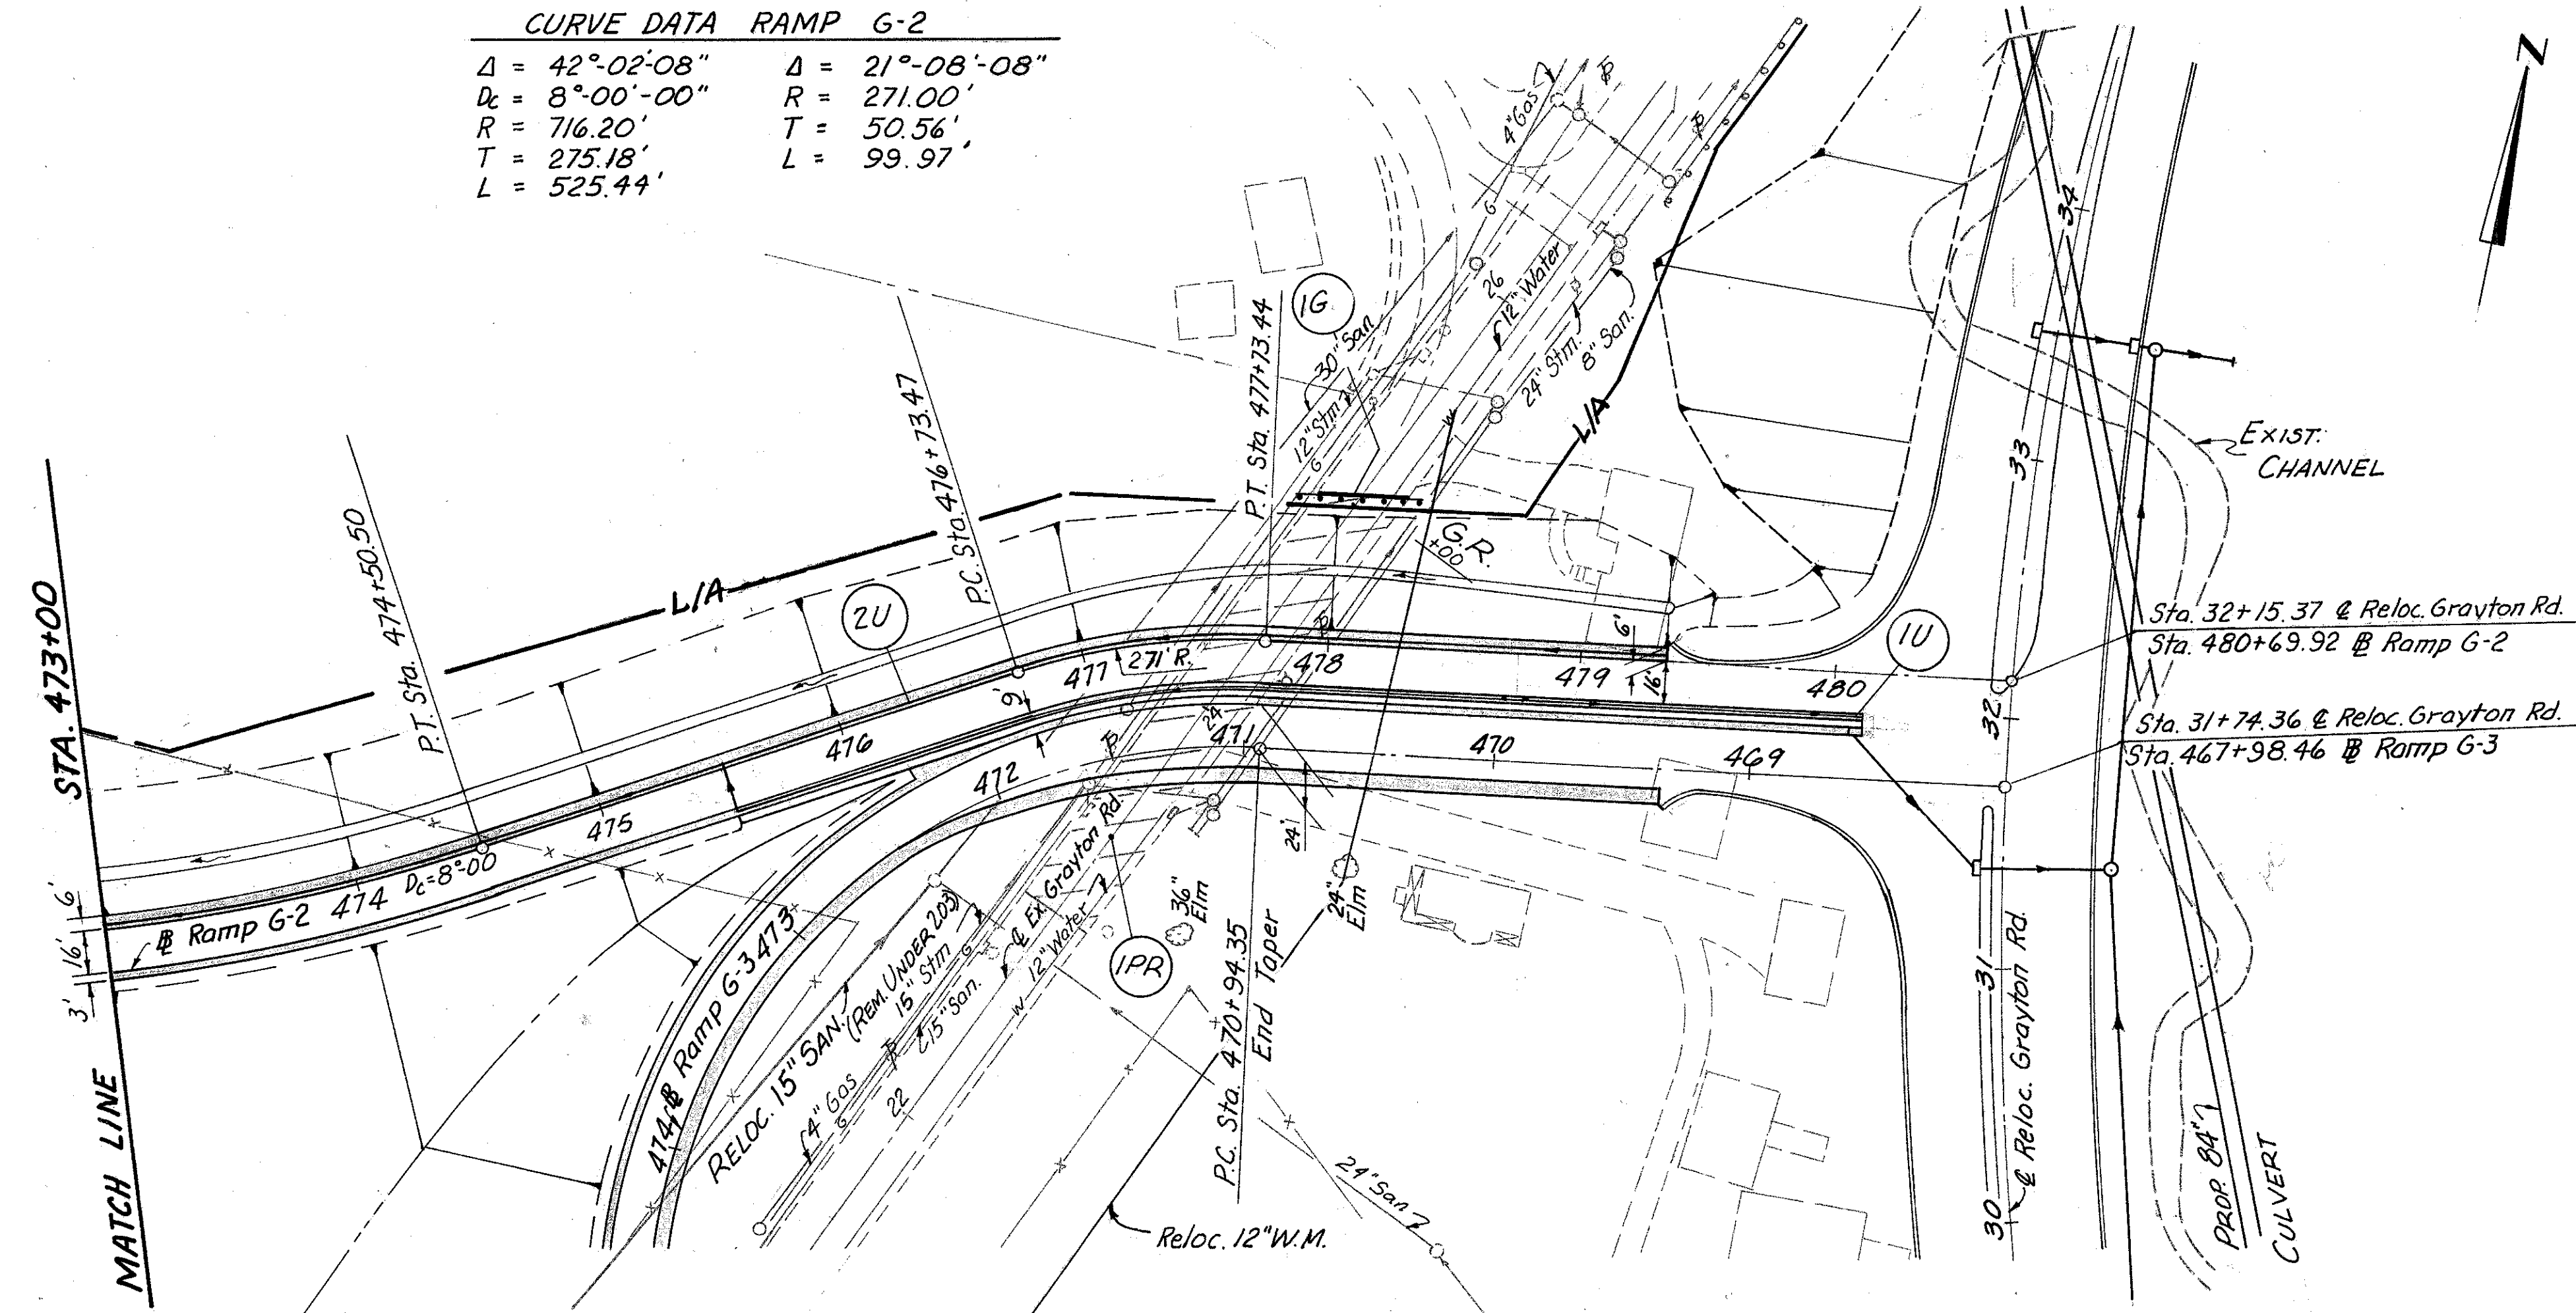 CURVE DATA RAMP G-2
Δ = 42°-02'-08" Δ = 21°-08'-08"
Dc = 8°-00'-00" R = 271.00'
R = 716.20' T = 50.56'
T = 275.18' L = 99.97'
L = 525.44'
N
4" Gas
34
1G
26
12" Water
30" San
P.T. Sta. 477+73.44
24" Stm.
8" San.
12" Stm
P.C. Sta. 476+73.47
L/A
33
EXIST.
CHANNEL
P.T. Sta. 474+50.50
G.R.
+00
STA. 473+00
L/A
2U
6'
1U
Sta. 32+15.37 ℄ Reloc. Grayton Rd.
Sta. 480+69.92 ⅊ Ramp G-2
477
271' R.
478
479
16'
480
9'
32
Sta. 31+74.36 ℄ Reloc. Grayton Rd.
Sta. 467+98.46 ⅊ Ramp G-3
476
24
471
470
469
472
475
24'
Dc=8°-00
474
6'
℄ Ex. Grayton Rd.
36"
Elm
24"
Elm
16'
⅊ Ramp G-2
473
12" Water
1PR
3'
(REM. UNDER 203)
15" Stm
15" San.
P.C. Sta. 470+94.35
End Taper
31
℄ Reloc. Grayton Rd.
⅊ Ramp G-3
RELOC. 15" SAN.
4" Gas
22
474
MATCH LINE
24" San
PROP. 84"
CULVERT
30
Reloc. 12" W.M.